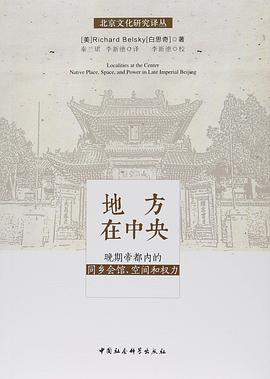 北京文化研究译丛
[美]Richard Belsky[白思奇]◎著
秦兰珺 李新德◎译 李新德◎校
Localities at the Center
Native Place, Space, and Power in Late Imperial Beijing
地方
在中央
晚期帝都内的
同乡会馆、空间和权力
中国社会科学出版社